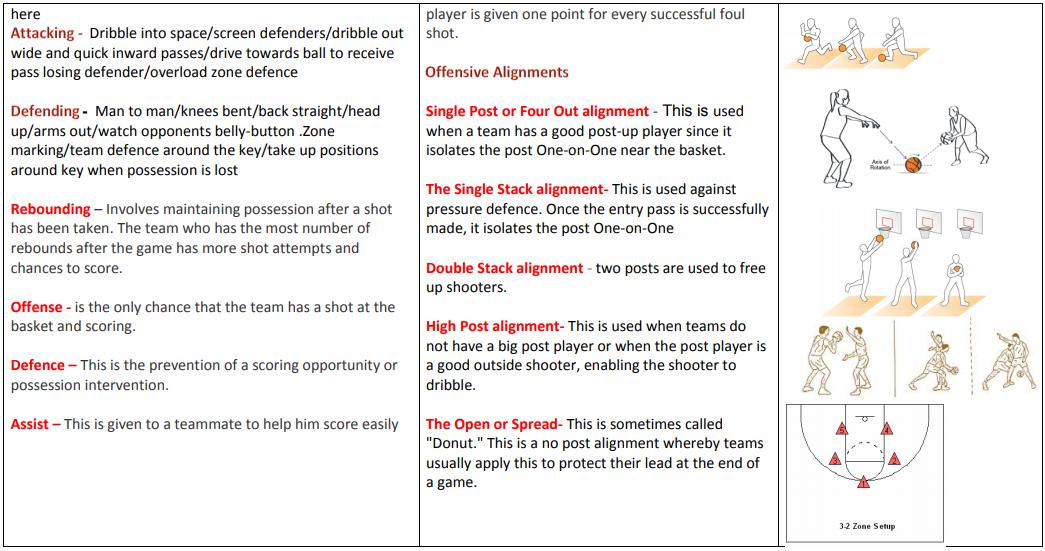 here
Attacking - Dribble into space/screen defenders/dribble out
wide and quick inward passes/drive towards ball to receive
pass losing defender/overload zone defence
Defending - Man to man/knees bent/back straight/head
up/arms out/watch opponents belly-button .Zone
marking/team defence around the key/take up positions
around key when possession is lost
Rebounding – Involves maintaining possession after a shot
has been taken. The team who has the most number of
rebounds after the game has more shot attempts and
chances to score.
Offense - is the only chance that the team has a shot at the
basket and scoring.
Defence – This is the prevention of a scoring opportunity or
possession intervention.
Assist – This is given to a teammate to help him score easily
player is given one point for every successful foul
shot.
Offensive Alignments
Single Post or Four Out alignment - This is used
when a team has a good post-up player since it
isolates the post One-on-One near the basket.
The Single Stack alignment- This is used against
pressure defence. Once the entry pass is successfully
made, it isolates the post One-on-One
Double Stack alignment - two posts are used to free
up shooters.
High Post alignment- This is used when teams do
not have a big post player or when the post player is
a good outside shooter, enabling the shooter to
dribble.
The Open or Spread- This is sometimes called
"Donut." This is a no post alignment whereby teams
usually apply this to protect their lead at the end of
a game.
Axis of
Rotation
5 4
3 2
1
3-2 Zone Setup